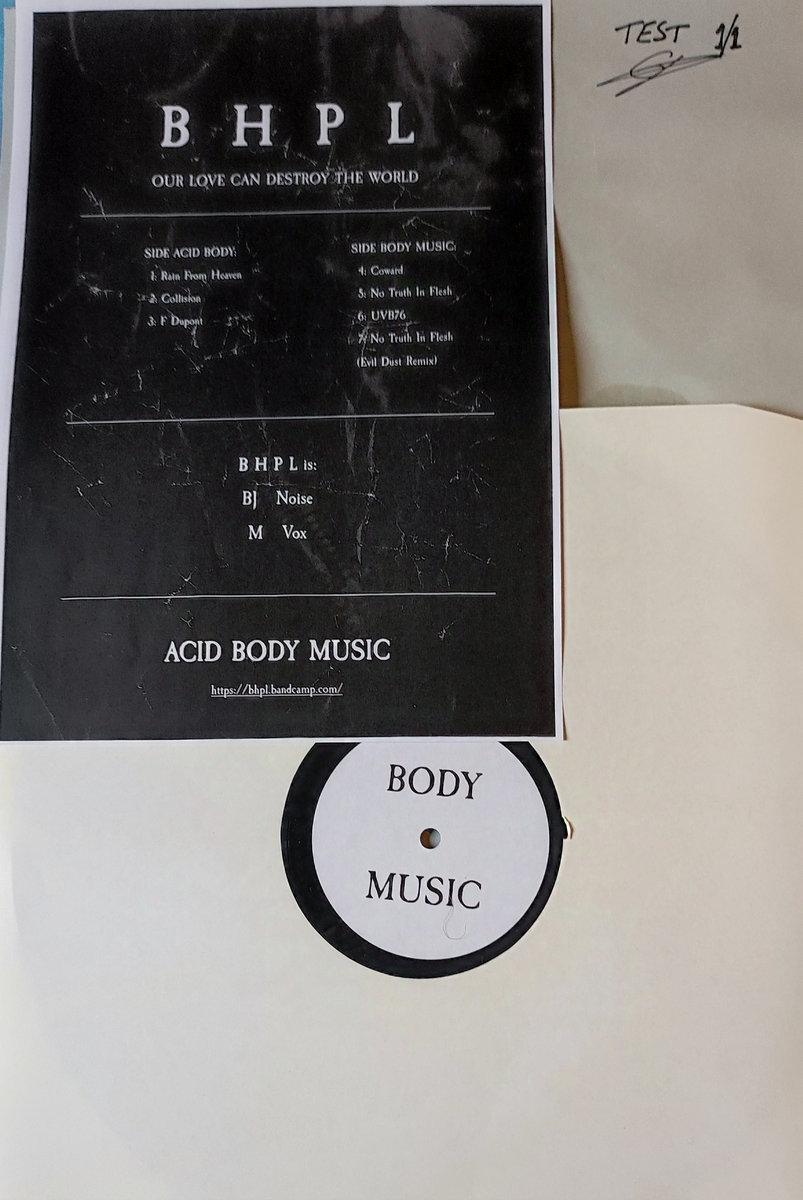 TEST 1/1
B H P L
OUR LOVE CAN DESTROY THE WORLD
SIDE ACID BODY:
1: Rain From Heaven
2: Collision
3: F Dupont
SIDE BODY MUSIC:
4: Coward
5: No Truth In Flesh
6: UVB76
7: No Truth In Flesh
(Evil Dust Remix)
B H P L is:
BJ Noise
M Vox
ACID BODY MUSIC
https://bhpl.bandcamp.com/
BODY
MUSIC